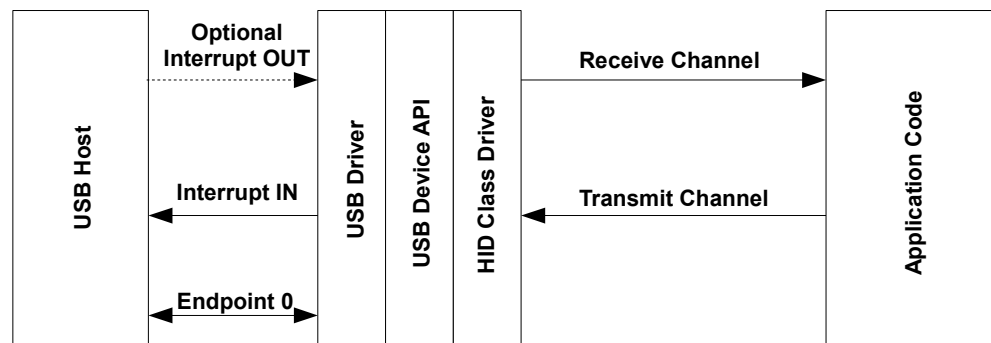 USB Host
Optional
Interrupt OUT
Interrupt IN
Endpoint 0
USB Driver
USB Device API
HID Class Driver
Receive Channel
Transmit Channel
Application Code